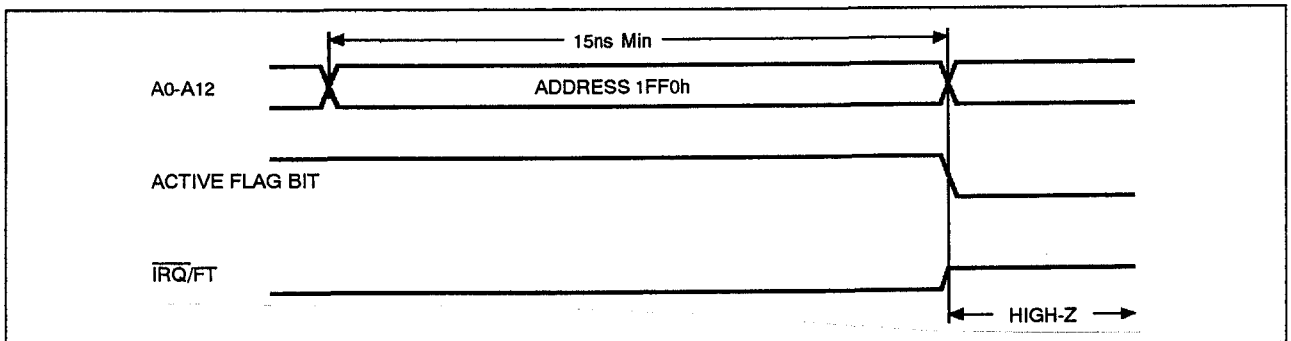 15ns Min
A0-A12
ADDRESS 1FF0h
ACTIVE FLAG BIT
IRQ/FT
HIGH-Z